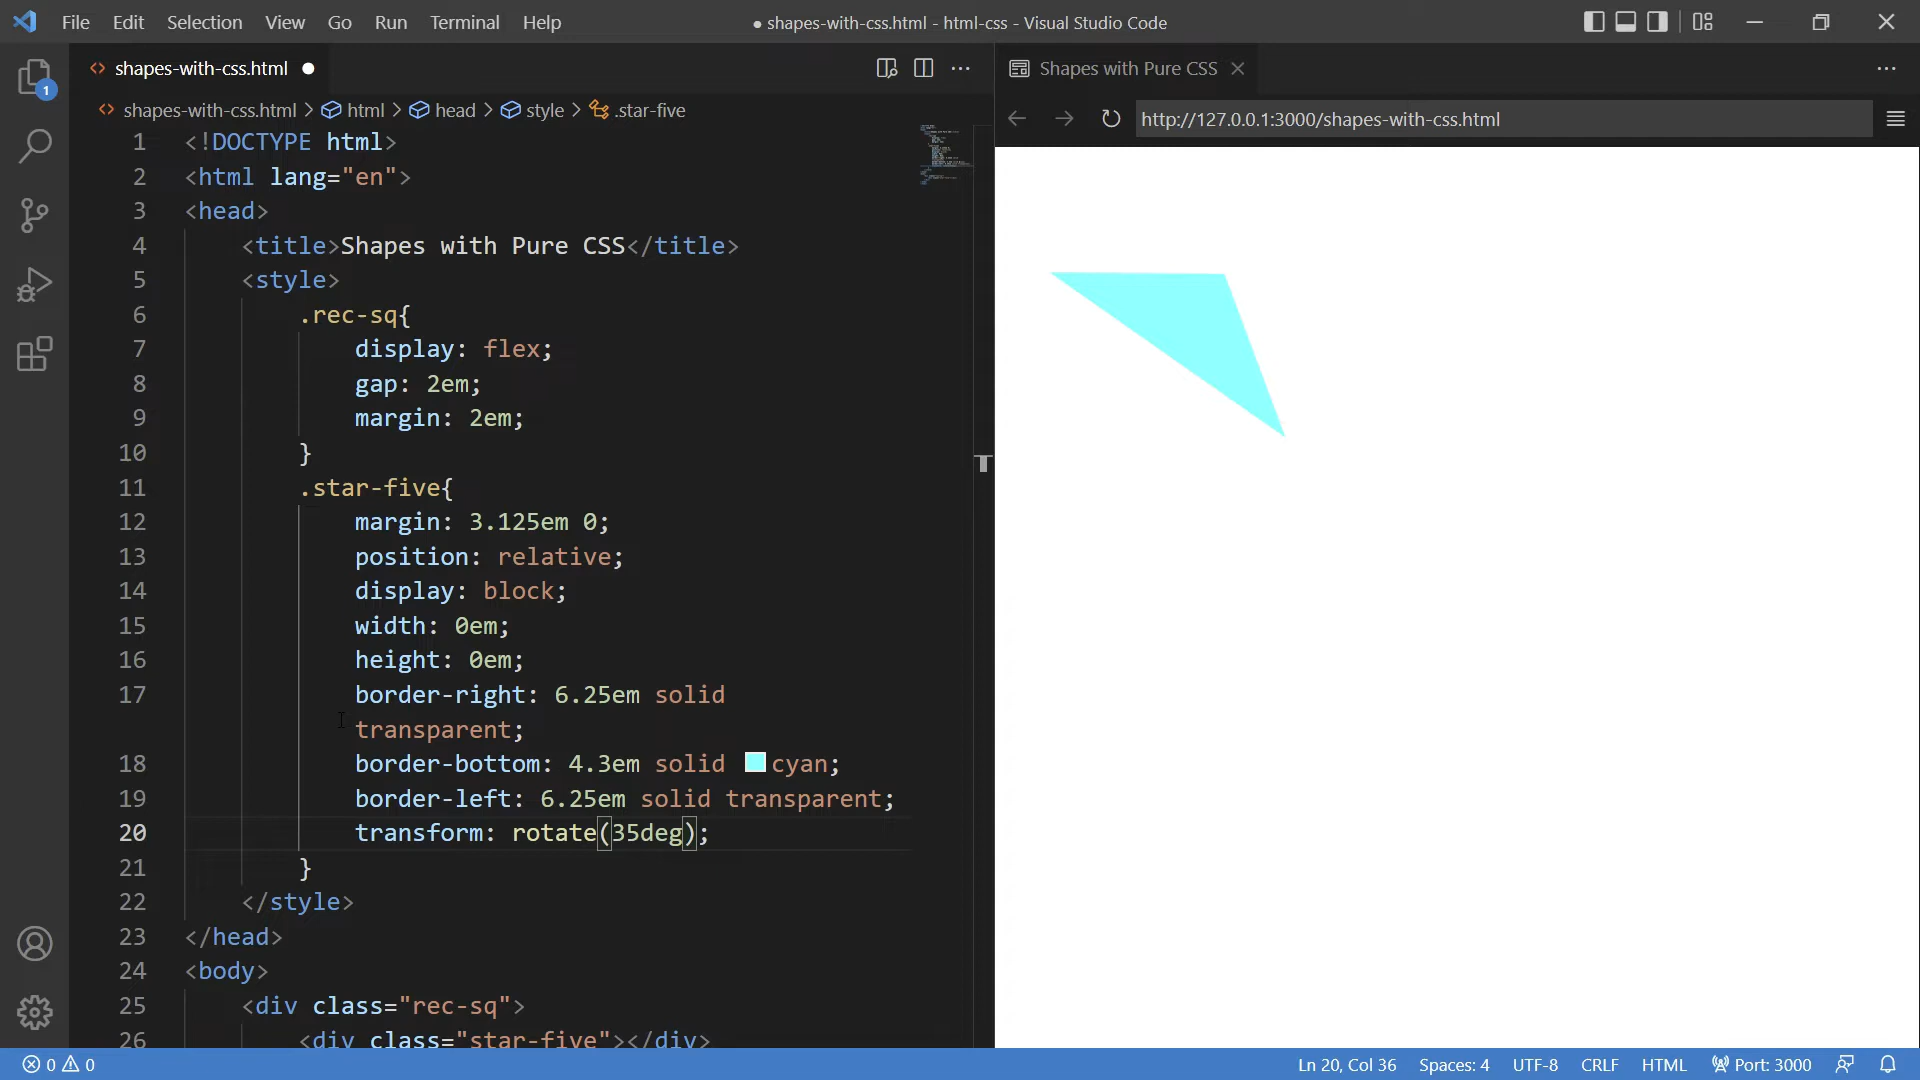 File Edit Selection View Go Run Terminal Help
● shapes-with-css.html - html-css - Visual Studio Code
shapes-with-css.html
Shapes with Pure CSS
1
shapes-with-css.html > html > head > style > .star-five
http://127.0.0.1:3000/shapes-with-css.html
1 <!DOCTYPE html>
2 <html lang="en">
3 <head>
4 <title>Shapes with Pure CSS</title>
5 <style>
6 .rec-sq{
7 display: flex;
8 gap: 2em;
9 margin: 2em;
10 }
11 .star-five{
12 margin: 3.125em 0;
13 position: relative;
14 display: block;
15 width: 0em;
16 height: 0em;
17 border-right: 6.25em solid
transparent;
18 border-bottom: 4.3em solid cyan;
19 border-left: 6.25em solid transparent;
20 transform: rotate(35deg);
21 }
22 </style>
23 </head>
24 <body>
25 <div class="rec-sq">
26 <div class="star-five"></div>
0 0
Ln 20, Col 36 Spaces: 4 UTF-8 CRLF HTML Port: 3000